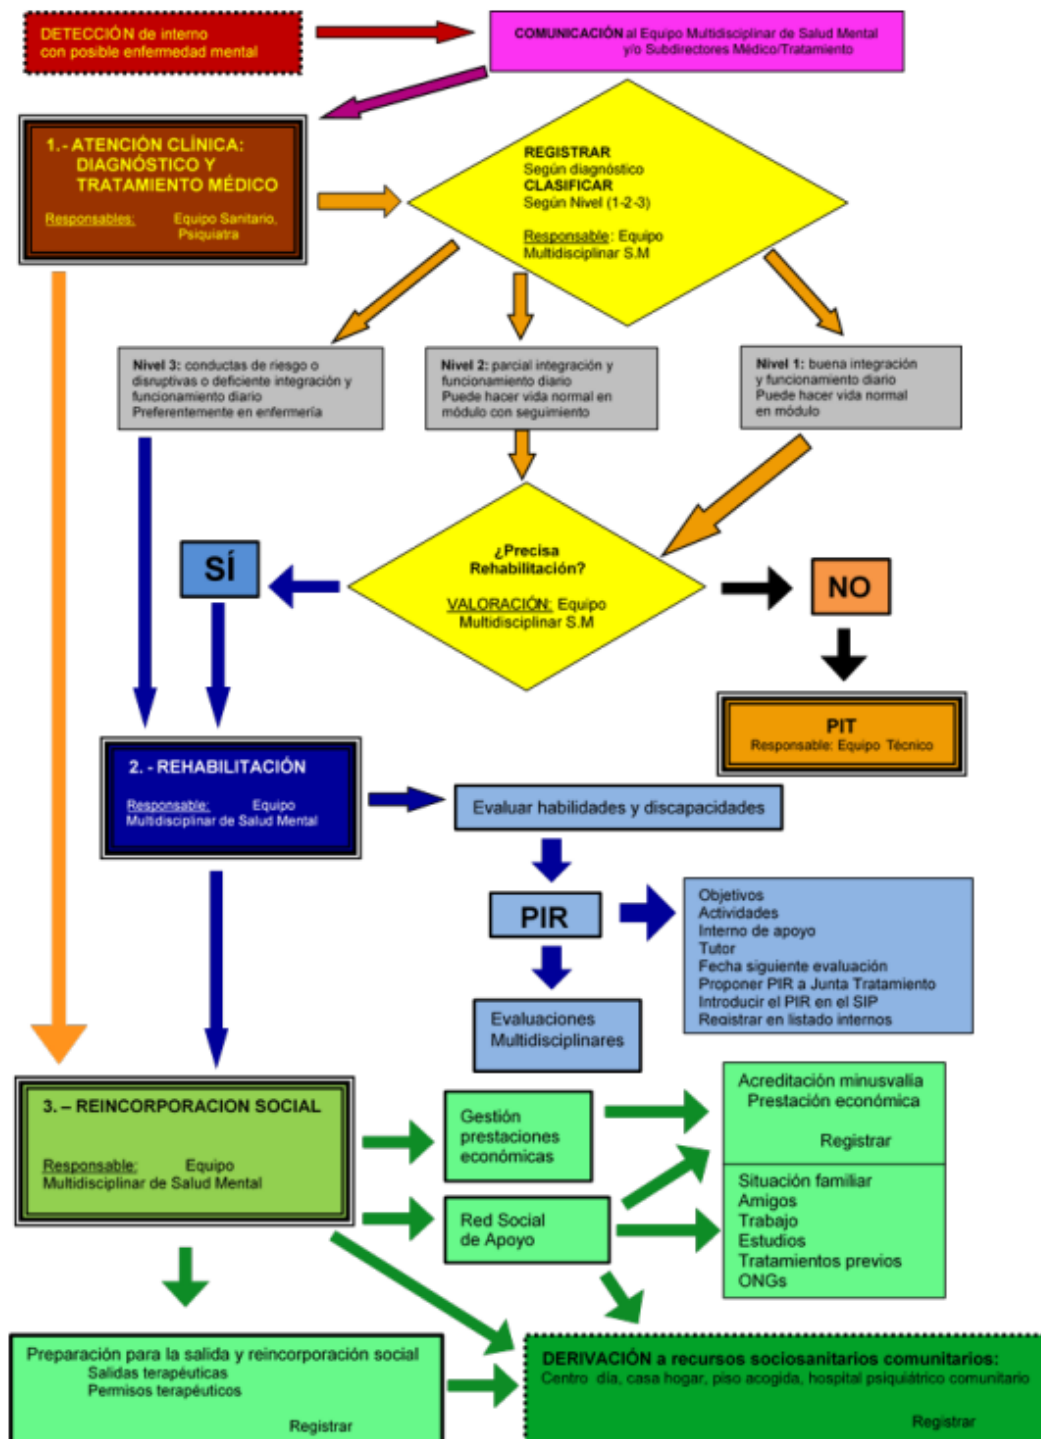 DETECCIÓN de interno
con posible enfermedad mental
COMUNICACIÓN al Equipo Multidisciplinar de Salud Mental
y/o Subdirectores Médico/Tratamiento
1.- ATENCIÓN CLÍNICA:
DIAGNÓSTICO Y
TRATAMIENTO MÉDICO
Responsables: Equipo Sanitario,
Psiquiatra
REGISTRAR
Según diagnóstico
CLASIFICAR
Según Nivel (1-2-3)
Responsable: Equipo
Multidisciplinar S.M
Nivel 3: conductas de riesgo o
disruptivas o deficiente integración y
funcionamiento diario
Preferentemente en enfermería
Nivel 2: parcial integración y
funcionamiento diario
Puede hacer vida normal en
módulo con seguimiento
Nivel 1: buena integración
y funcionamiento diario
Puede hacer vida normal
en módulo
¿Precisa
Rehabilitación?
VALORACIÓN: Equipo
Multidisciplinar S.M
SÍ
NO
PIT
Responsable: Equipo Técnico
2. - REHABILITACIÓN
Responsable: Equipo
Multidisciplinar de Salud Mental
Evaluar habilidades y discapacidades
PIR
Objetivos
Actividades
Interno de apoyo
Tutor
Fecha siguiente evaluación
Proponer PIR a Junta Tratamiento
Introducir el PIR en el SIP
Registrar en listado internos
Evaluaciones
Multidisciplinares
3. – REINCORPORACION SOCIAL
Responsable: Equipo
Multidisciplinar de Salud Mental
Gestión
prestaciones
económicas
Acreditación minusvalía
Prestación económica
Registrar
Red Social
de Apoyo
Situación familiar
Amigos
Trabajo
Estudios
Tratamientos previos
ONGs
Preparación para la salida y reincorporación social
Salidas terapéuticas
Permisos terapéuticos
Registrar
DERIVACIÓN a recursos sociosanitarios comunitarios:
Centro día, casa hogar, piso acogida, hospital psiquiátrico comunitario
Registrar